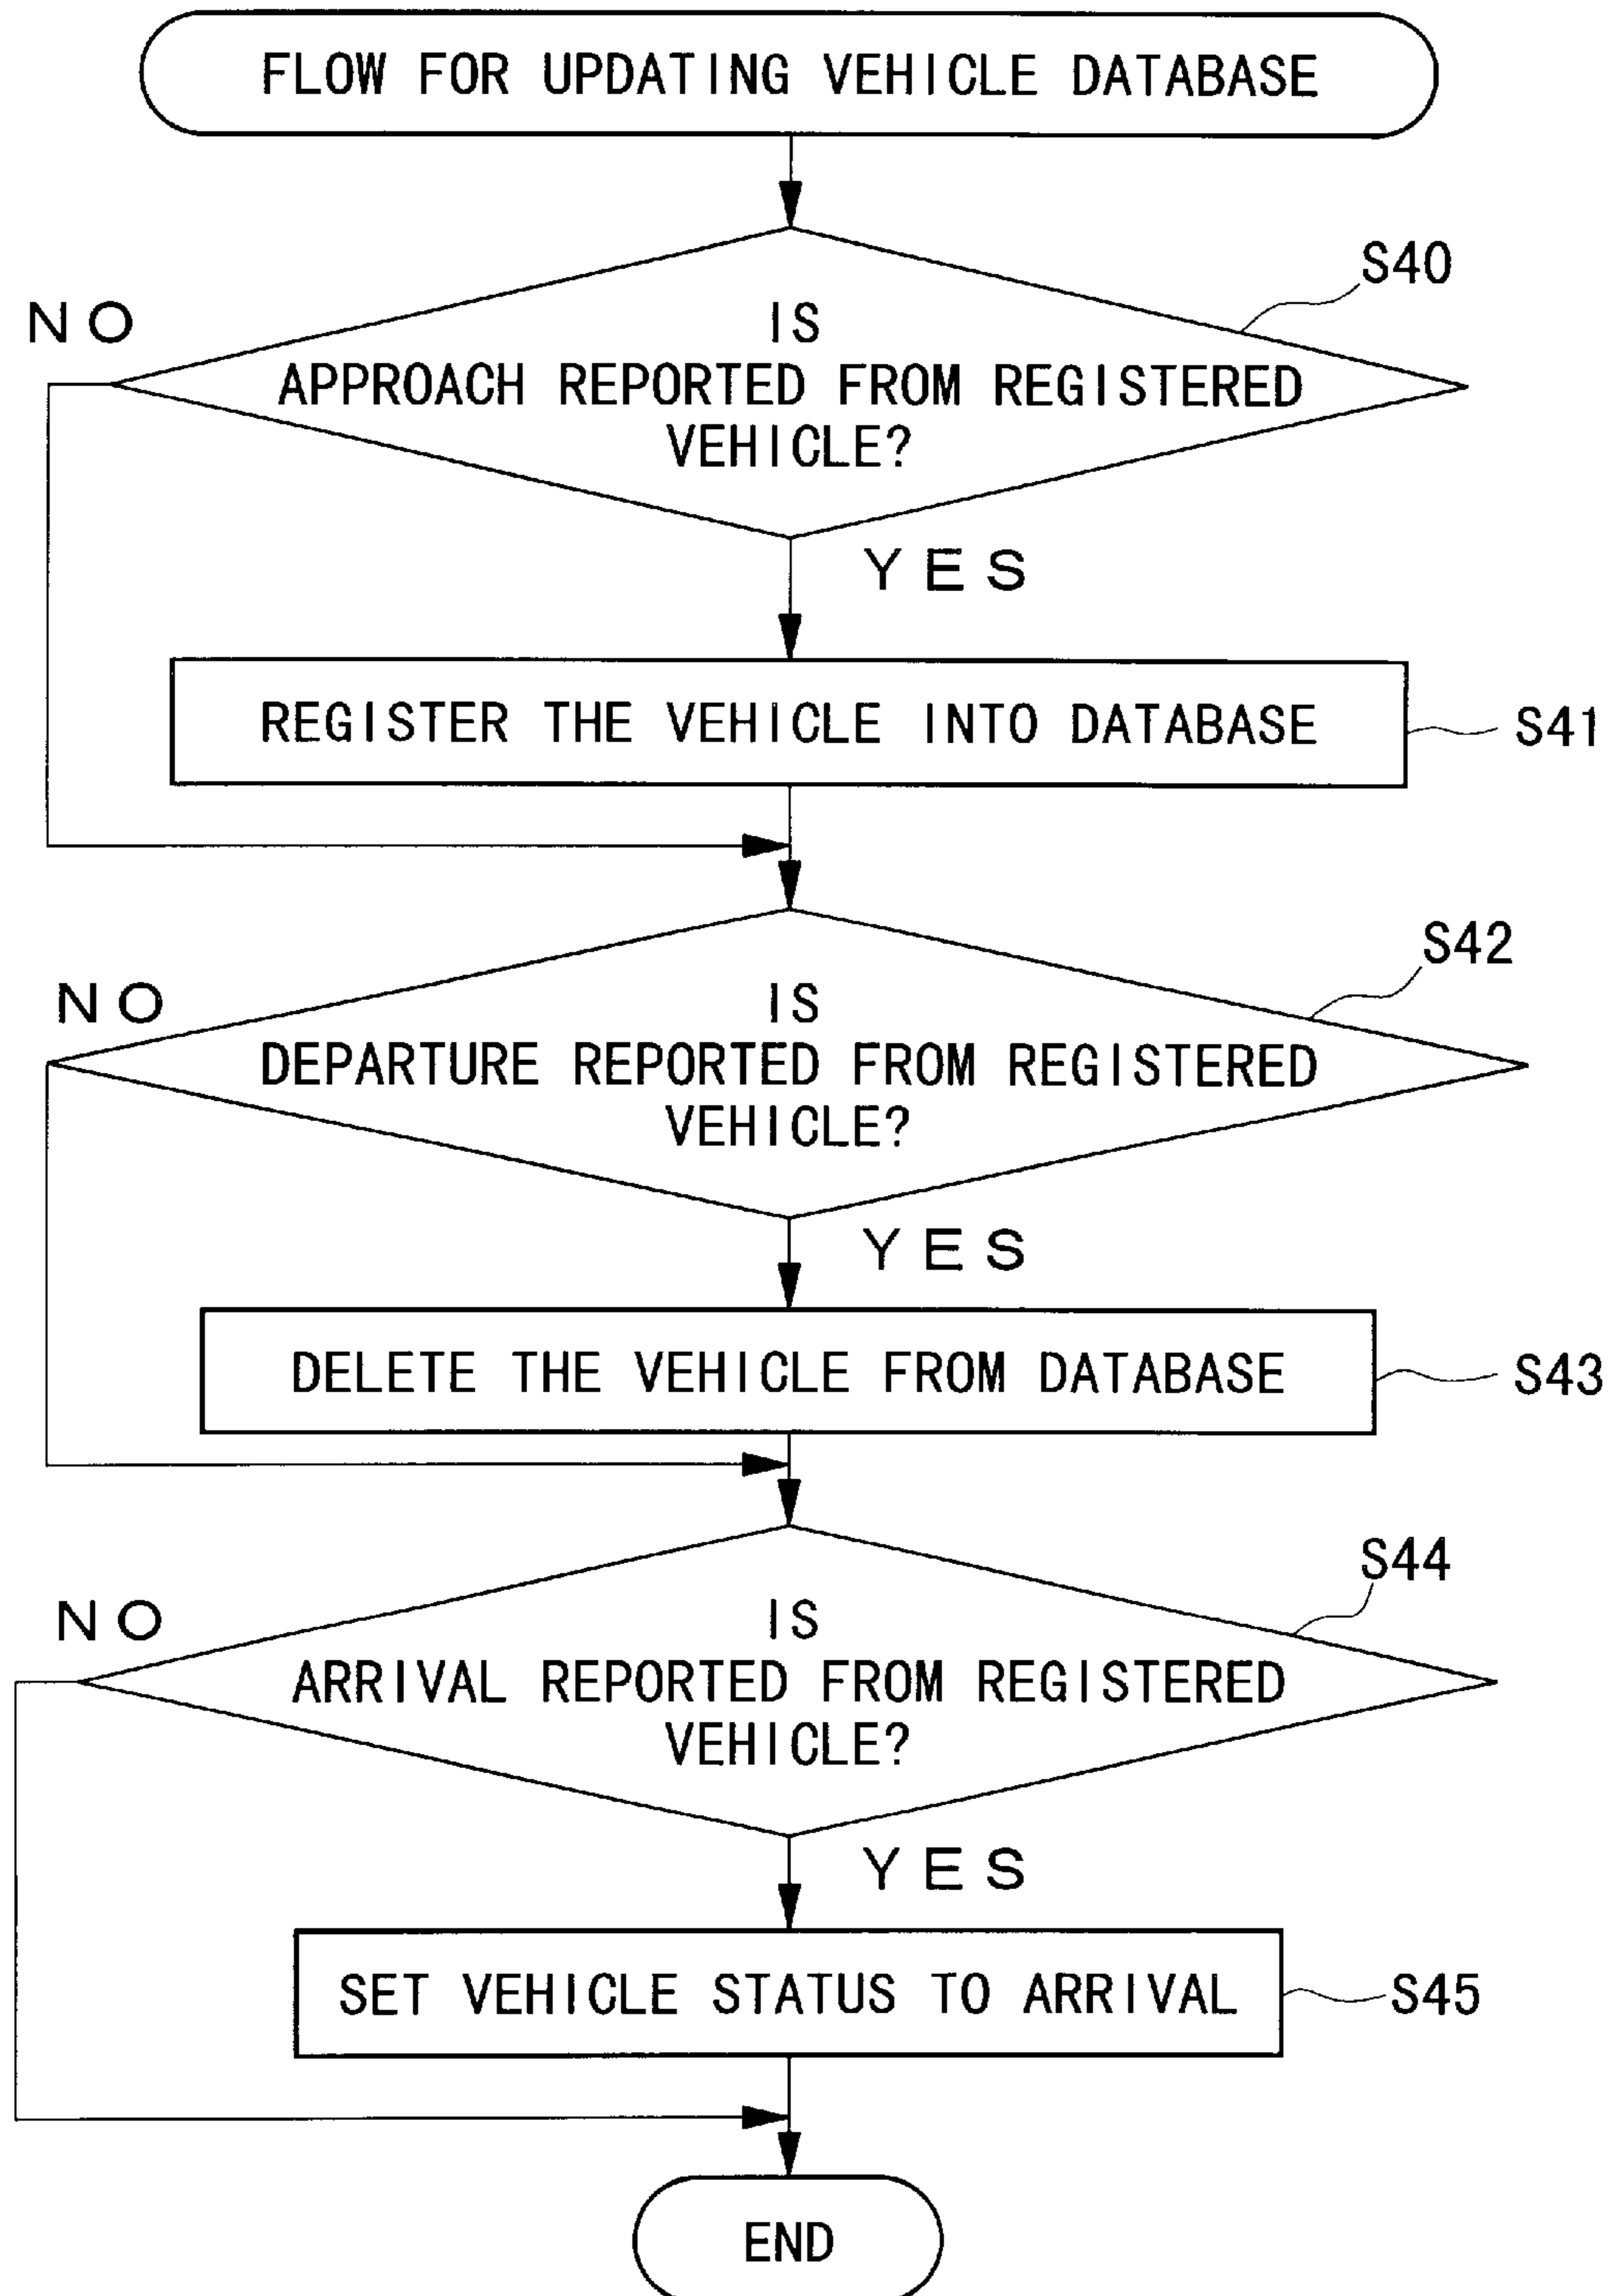 FLOW FOR UPDATING VEHICLE DATABASE
S40
NO
IS
APPROACH REPORTED FROM REGISTERED
VEHICLE?
YES
REGISTER THE VEHICLE INTO DATABASE
S41
S42
NO
IS
DEPARTURE REPORTED FROM REGISTERED
VEHICLE?
YES
DELETE THE VEHICLE FROM DATABASE
S43
S44
NO
IS
ARRIVAL REPORTED FROM REGISTERED
VEHICLE?
YES
SET VEHICLE STATUS TO ARRIVAL
S45
END